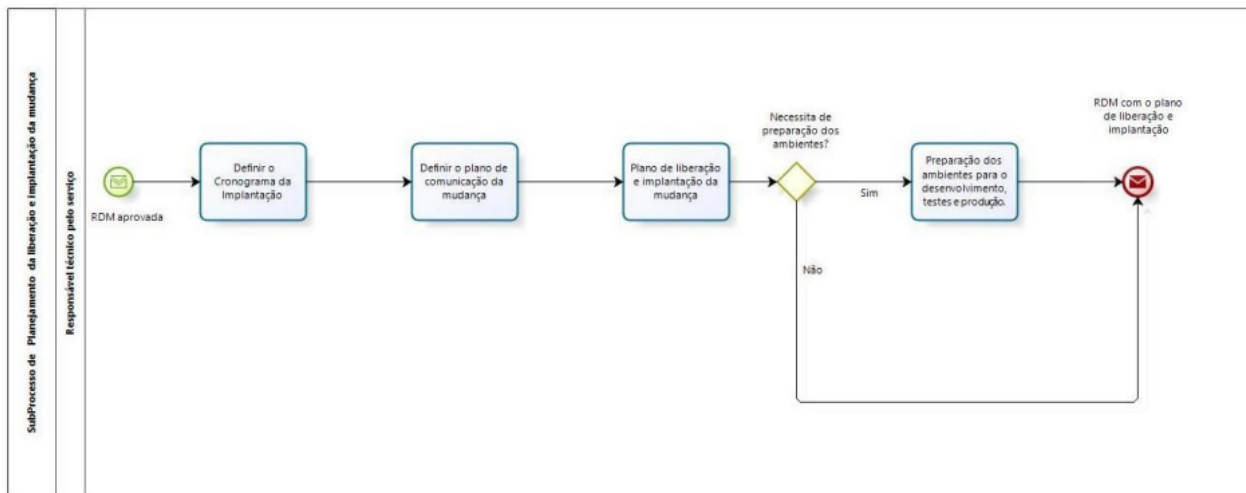 SubProcesso de Planejamento da liberação e implantação da mudança
Responsável técnico pelo serviço
RDM aprovada
Definir o
Cronograma da
Implantação
Definir o plano de
comunicação da
mudança
Plano de liberação
e implantação da
mudança
Necessita de
preparação dos
ambientes?
Sim
Não
Preparação dos
ambientes para o
desenvolvimento,
testes e produção.
RDM com o plano
de liberação e
implantação